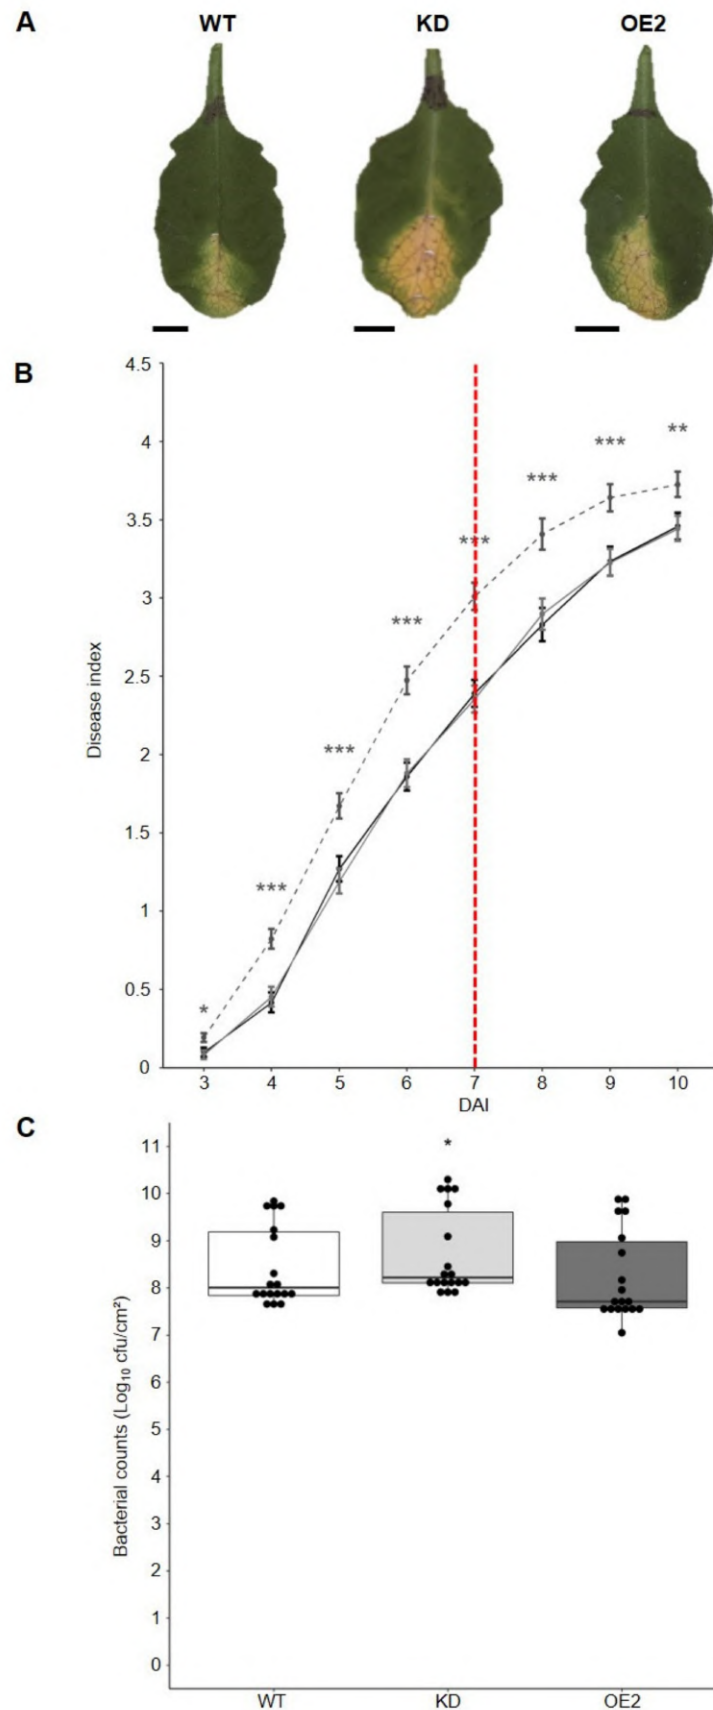 A
WT KD OE2
B
4.5
4
3.5
3
2.5
2
1.5
1
0.5
0
Disease index
* *** *** *** *** *** *** **
3 4 5 6 7 8 9 10
DAI
C
11
10
9
8
7
6
5
4
3
2
1
0
Bacterial counts (Log₁₀ cfu/cm²)
*
WT KD OE2